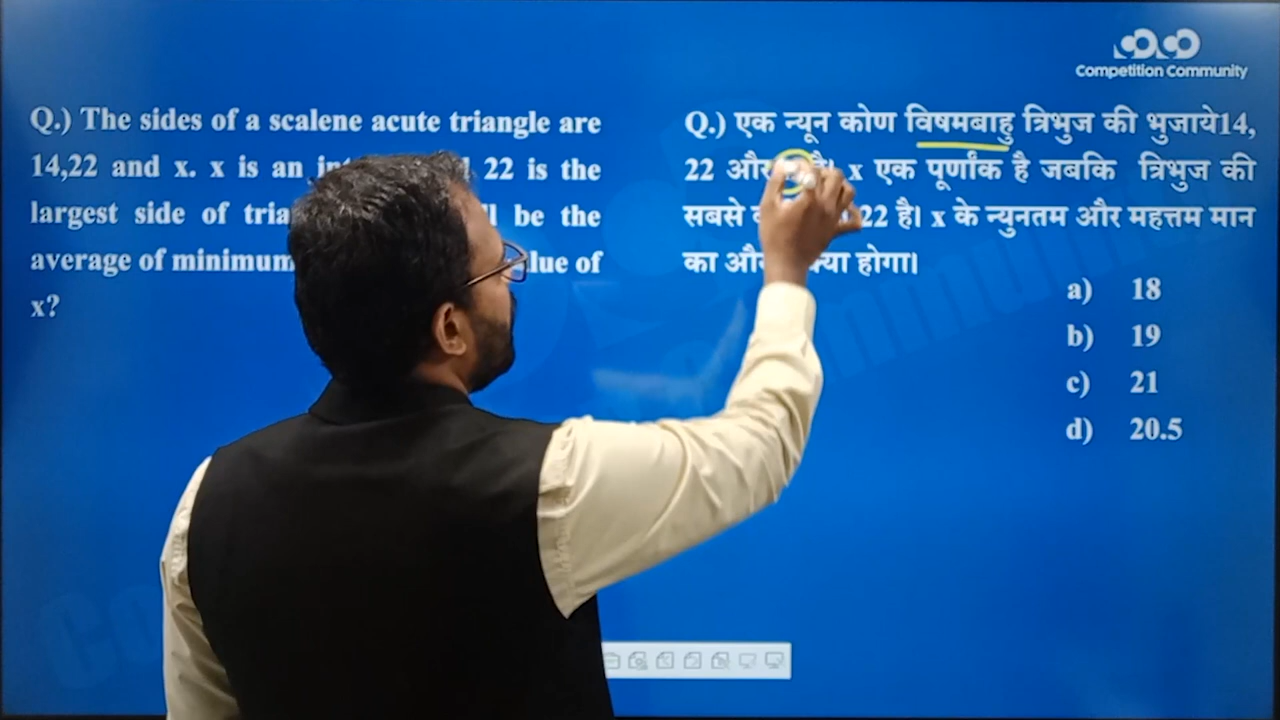 Competition Community
Q.) The sides of a scalene acute triangle are
14,22 and x. x is an 22 is the
largest side of be the
average of of
x?
Q.) एक न्यून कोण विषमबाहु त्रिभुज की भुजाये14,
22 और है। x एक पूर्णांक है जबकि त्रिभुज की
सबसे 22 है। x के न्युनतम और महत्तम मान
का होगा।
a) 18
b) 19
c) 21
d) 20.5